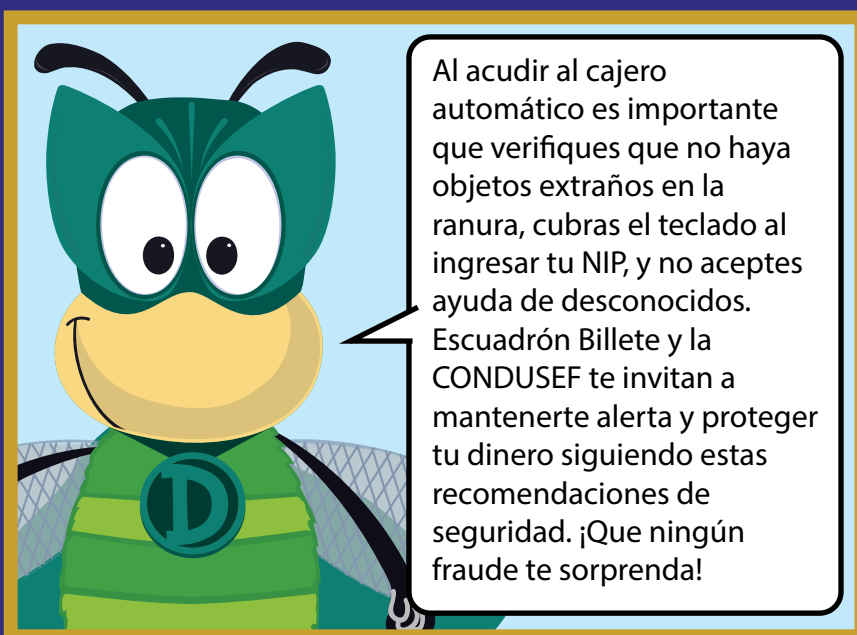 Al acudir al cajero
automático es importante
que verifiques que no haya
objetos extraños en la
ranura, cubras el teclado al
ingresar tu NIP, y no aceptes
ayuda de desconocidos.
Escuadrón Billete y la
CONDUSEF te invitan a
mantenerte alerta y proteger
tu dinero siguiendo estas
recomendaciones de
seguridad. ¡Que ningún
fraude te sorprenda!
D